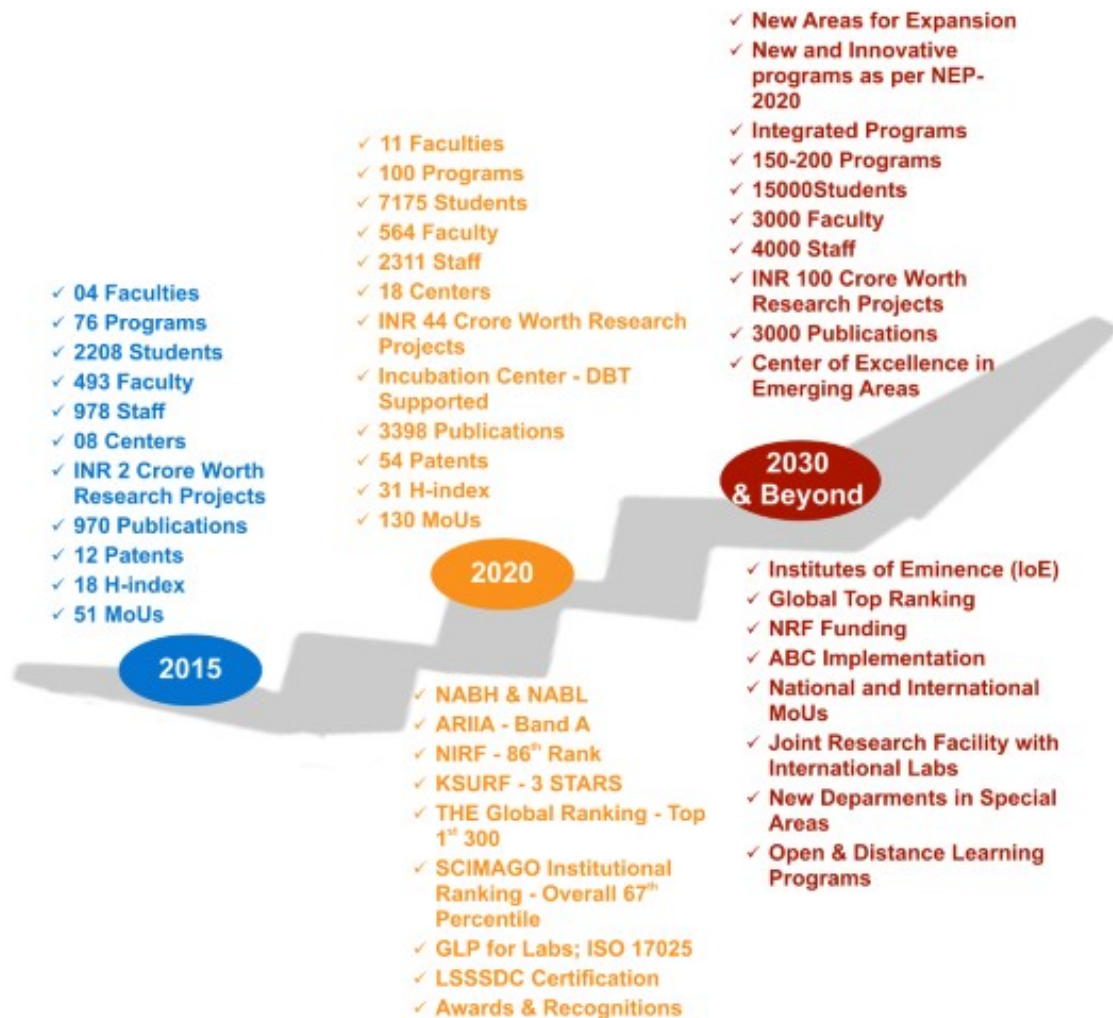 ✓ 04 Faculties
✓ 76 Programs
✓ 2208 Students
✓ 493 Faculty
✓ 978 Staff
✓ 08 Centers
✓ INR 2 Crore Worth
Research Projects
✓ 970 Publications
✓ 12 Patents
✓ 18 H-index
✓ 51 MoUs
2015
✓ 11 Faculties
✓ 100 Programs
✓ 7175 Students
✓ 564 Faculty
✓ 2311 Staff
✓ 18 Centers
✓ INR 44 Crore Worth Research
Projects
✓ Incubation Center - DBT
Supported
✓ 3398 Publications
✓ 54 Patents
✓ 31 H-index
✓ 130 MoUs
2020
✓ NABH & NABL
✓ ARIIA - Band A
✓ NIRF - 86th Rank
✓ KSURF - 3 STARS
✓ THE Global Ranking - Top
1st 300
✓ SCIMAGO Institutional
Ranking - Overall 67th
Percentile
✓ GLP for Labs; ISO 17025
✓ LSSSDC Certification
✓ Awards & Recognitions
✓ New Areas for Expansion
✓ New and Innovative
programs as per NEP-
2020
✓ Integrated Programs
✓ 150-200 Programs
✓ 15000Students
✓ 3000 Faculty
✓ 4000 Staff
✓ INR 100 Crore Worth
Research Projects
✓ 3000 Publications
✓ Center of Excellence in
Emerging Areas
2030
& Beyond
✓ Institutes of Eminence (IoE)
✓ Global Top Ranking
✓ NRF Funding
✓ ABC Implementation
✓ National and International
MoUs
✓ Joint Research Facility with
International Labs
✓ New Deparments in Special
Areas
✓ Open & Distance Learning
Programs